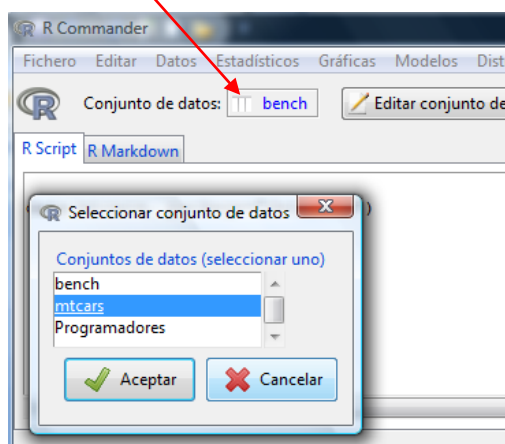 R Commander
Fichero Editar Datos Estadísticos Gráficas Modelos Dist
Conjunto de datos: bench Editar conjunto de
R Script R Markdown
Seleccionar conjunto de datos
)
Conjuntos de datos (seleccionar uno)
bench
mtcars
Programadores
Aceptar Cancelar